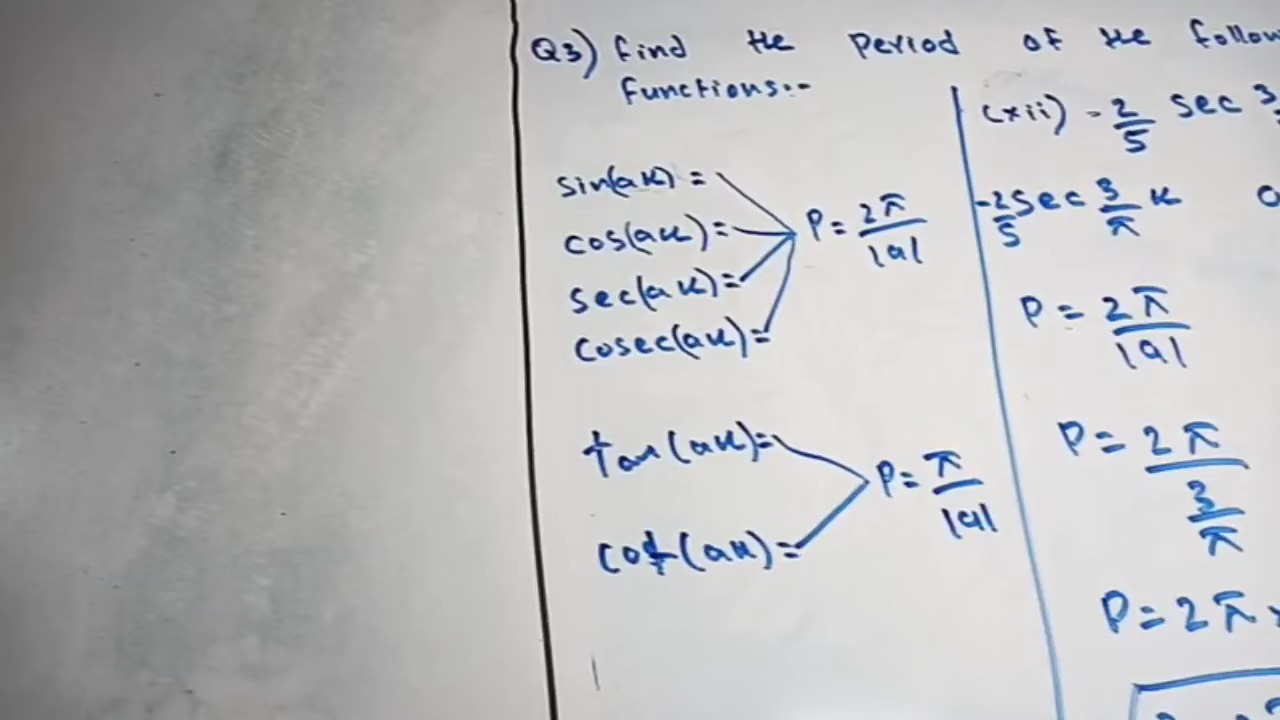 Q3) Find the Period of the follow
functions:-
sin(ax) =
cos(ax) =
sec(ax) =
cosec(ax) =
P = 2π/|a|
tan(ax) =
cot(ax) =
P = π/|a|
(xii) -2/5 sec 3
-2/5 sec 3/π x
P = 2π/|a|
P = 2π/(3/π)
P = 2π ×